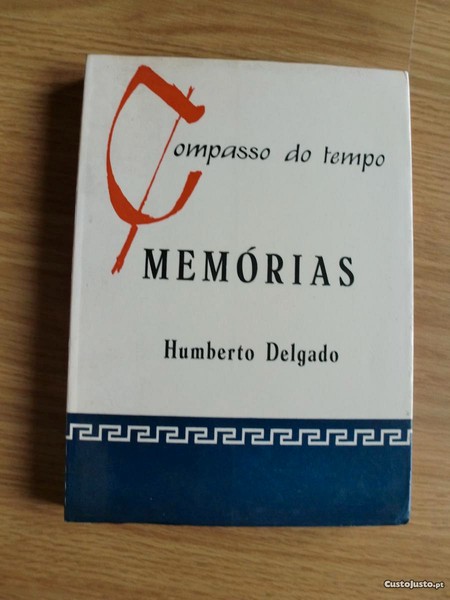 Compasso do tempo
MEMÓRIAS
Humberto Delgado
CustoJusto.pt